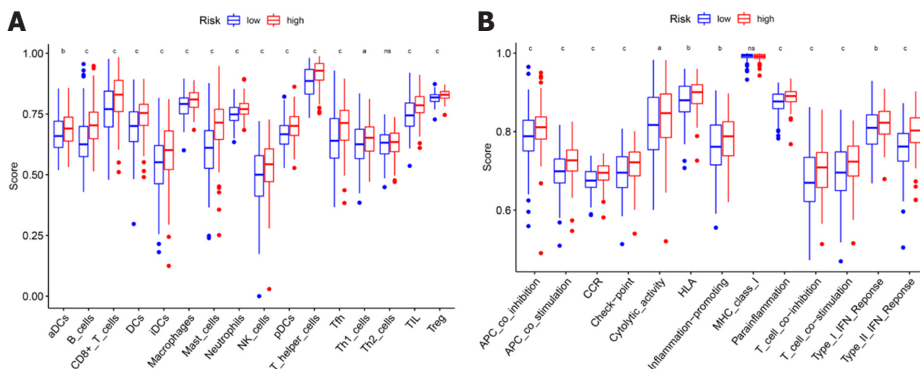 A
Risk low high
b c c c c c c c c c c c a ns c c
1.00
0.75
0.50
0.25
0.00
Score
aDCs
B_cells
CD8+_T_cells
DCs
iDCs
Macrophages
Mast_cells
Neutrophils
NK_cells
pDCs
T_helper_cells
Tfh
Th1_cells
Th2_cells
TIL
Treg
B
Risk low high
c c c c a b b ns c c c b c
1.0
0.8
0.6
Score
APC_co_inhibition
APC_co_stimulation
CCR
Check-point
Cytolytic_activity
HLA
Inflammation-promoting
MHC_class_I
Parainflammation
T_cell_co-inhibition
T_cell_co-stimulation
Type_I_IFN_Reponse
Type_II_IFN_Reponse